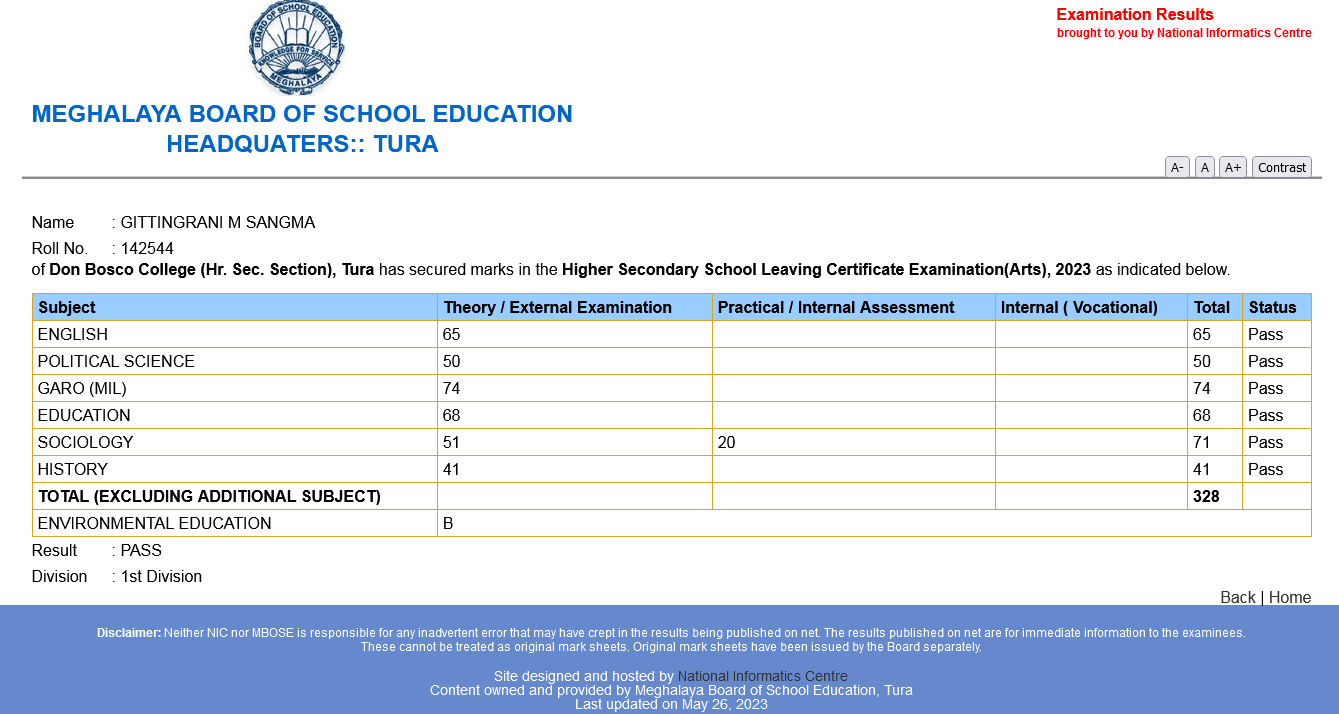 BOARD OF SCHOOL EDUCATION
KNOWLEDGE FOR SERVICE
MEGHALAYA
Examination Results
brought to you by National Informatics Centre
MEGHALAYA BOARD OF SCHOOL EDUCATION
HEADQUATERS:: TURA
A- A A+ Contrast
Name : GITTINGRANI M SANGMA
Roll No. : 142544
of Don Bosco College (Hr. Sec. Section), Tura has secured marks in the Higher Secondary School Leaving Certificate Examination(Arts), 2023 as indicated below.
Subject Theory / External Examination Practical / Internal Assessment Internal ( Vocational) Total Status
ENGLISH 65 65 Pass
POLITICAL SCIENCE 50 50 Pass
GARO (MIL) 74 74 Pass
EDUCATION 68 68 Pass
SOCIOLOGY 51 20 71 Pass
HISTORY 41 41 Pass
TOTAL (EXCLUDING ADDITIONAL SUBJECT) 328
ENVIRONMENTAL EDUCATION B
Result : PASS
Division : 1st Division
Back | Home
Disclaimer: Neither NIC nor MBOSE is responsible for any inadvertent error that may have crept in the results being published on net. The results published on net are for immediate information to the examinees.
These cannot be treated as original mark sheets. Original mark sheets have been issued by the Board separately.
Site designed and hosted by National Informatics Centre
Content owned and provided by Meghalaya Board of School Education, Tura
Last updated on May 26, 2023